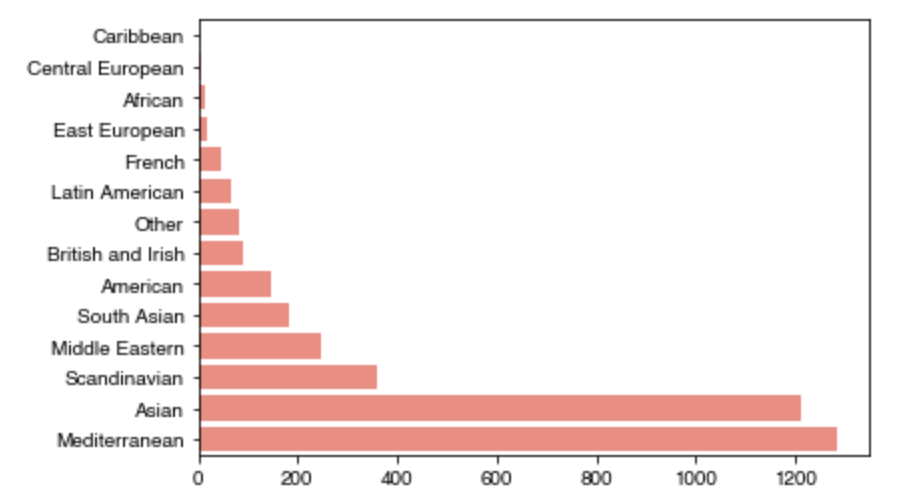 Caribbean
Central European
African
East European
French
Latin American
Other
British and Irish
American
South Asian
Middle Eastern
Scandinavian
Asian
Mediterranean
0 200 400 600 800 1000 1200